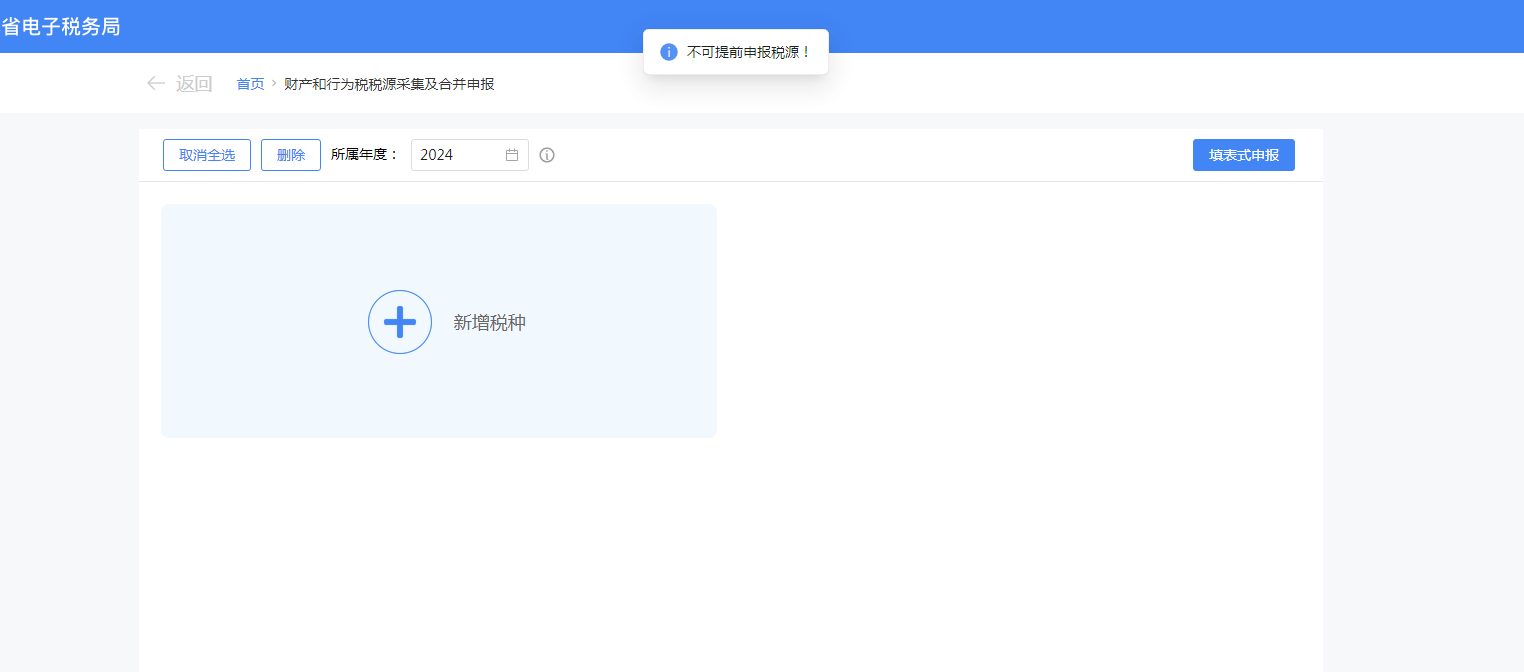 省电子税务局
不可提前申报税源！
返回 首页 > 财产和行为税税源采集及合并申报
取消全选 删除 所属年度： 2024 填表式申报
新增税种